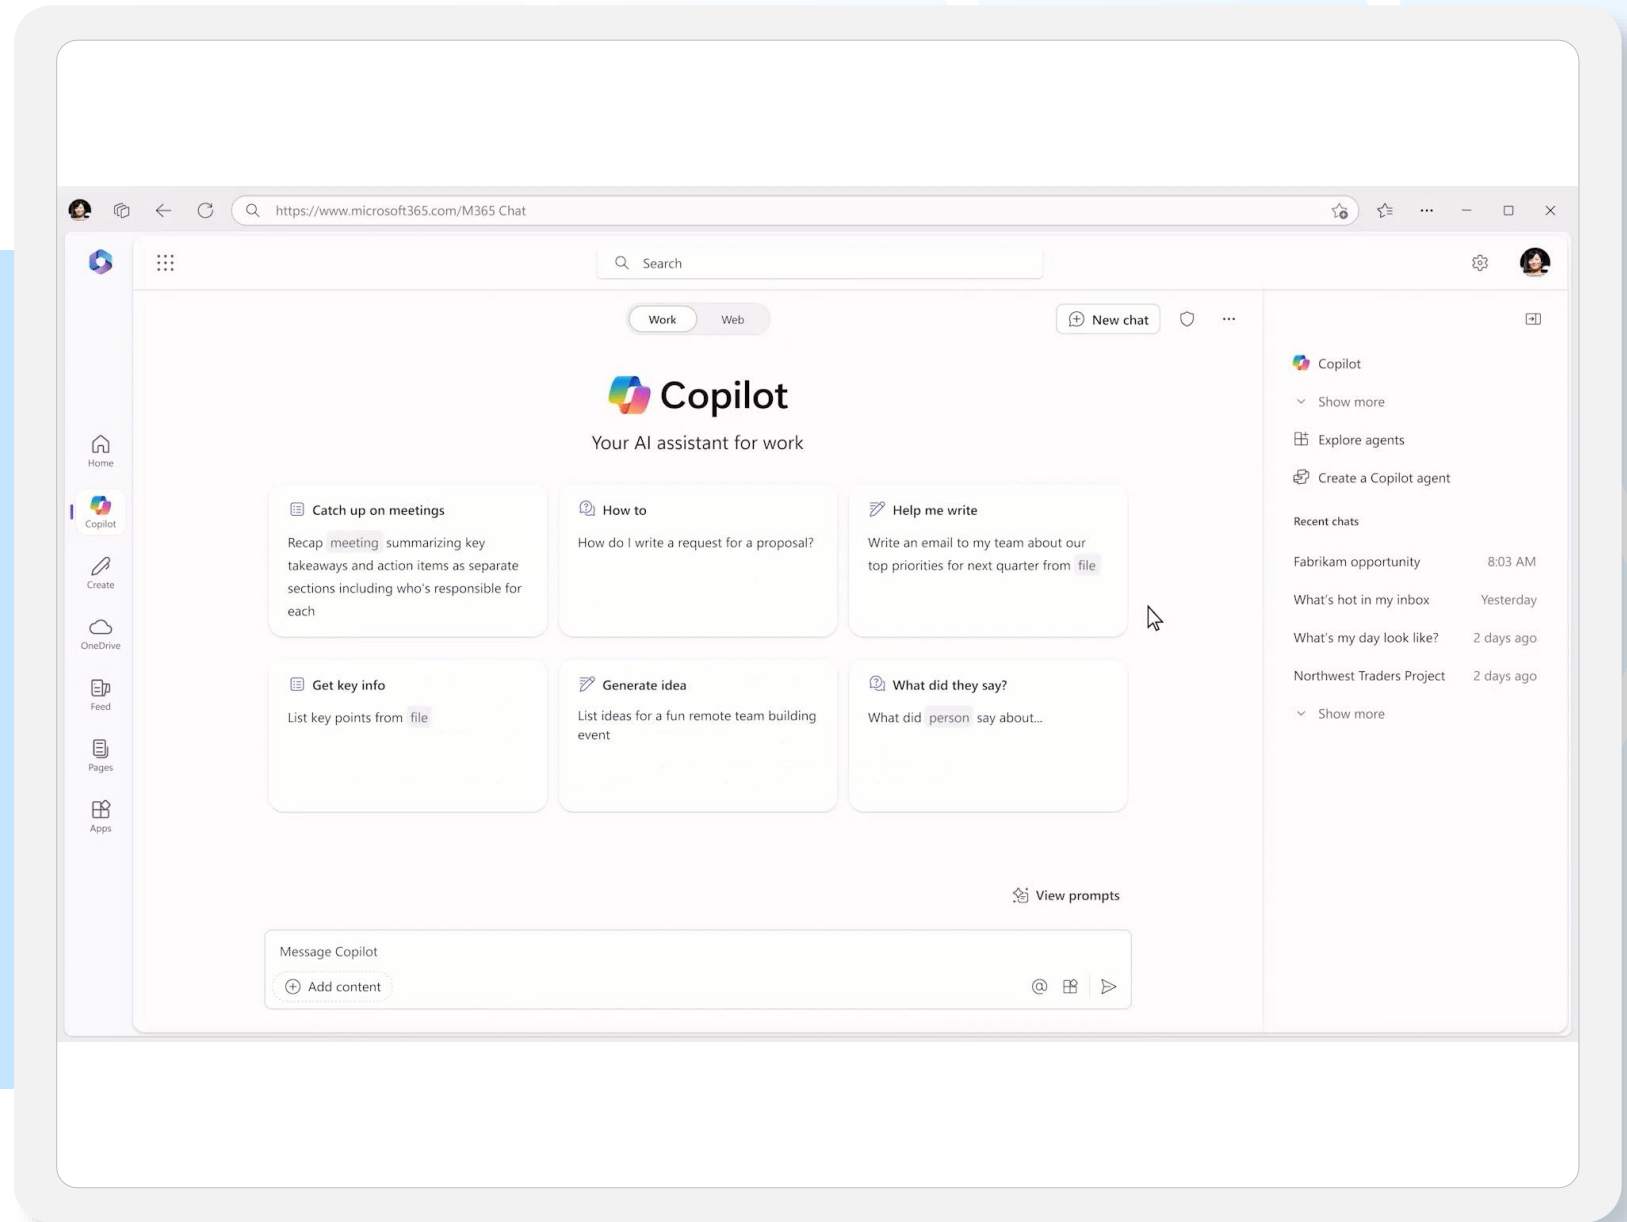 https://www.microsoft365.com/M365 Chat
Search
Work
Web
New chat
Copilot
Your AI assistant for work
Home
Copilot
Create
OneDrive
Feed
Pages
Apps
Catch up on meetings
Recap meeting summarizing key
takeaways and action items as separate
sections including who's responsible for
each
How to
How do I write a request for a proposal?
Help me write
Write an email to my team about our
top priorities for next quarter from file
Get key info
List key points from file
Generate idea
List ideas for a fun remote team building
event
What did they say?
What did person say about...
View prompts
Message Copilot
Add content
Copilot
Show more
Explore agents
Create a Copilot agent
Recent chats
Fabrikam opportunity 8:03 AM
What's hot in my inbox Yesterday
What's my day look like? 2 days ago
Northwest Traders Project 2 days ago
Show more